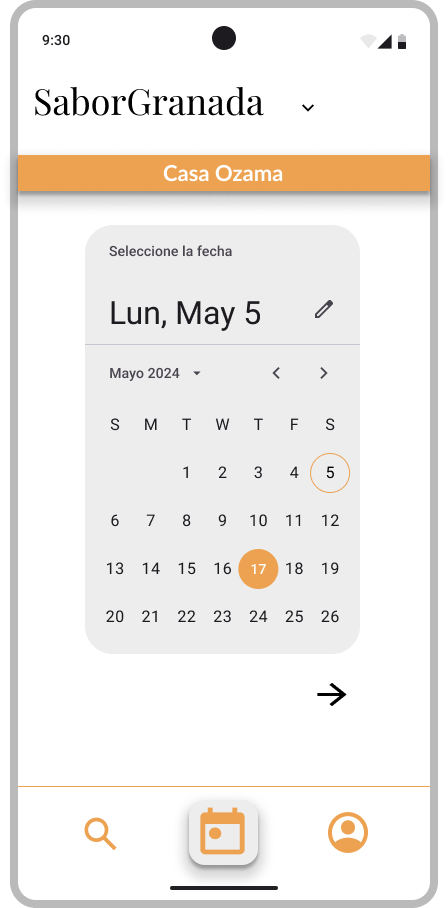 9:30
SaborGranada
Casa Ozama
Seleccione la fecha
Lun, May 5
Mayo 2024
S M T W T F S
1 2 3 4 5
6 7 8 9 10 11 12
13 14 15 16 17 18 19
20 21 22 23 24 25 26